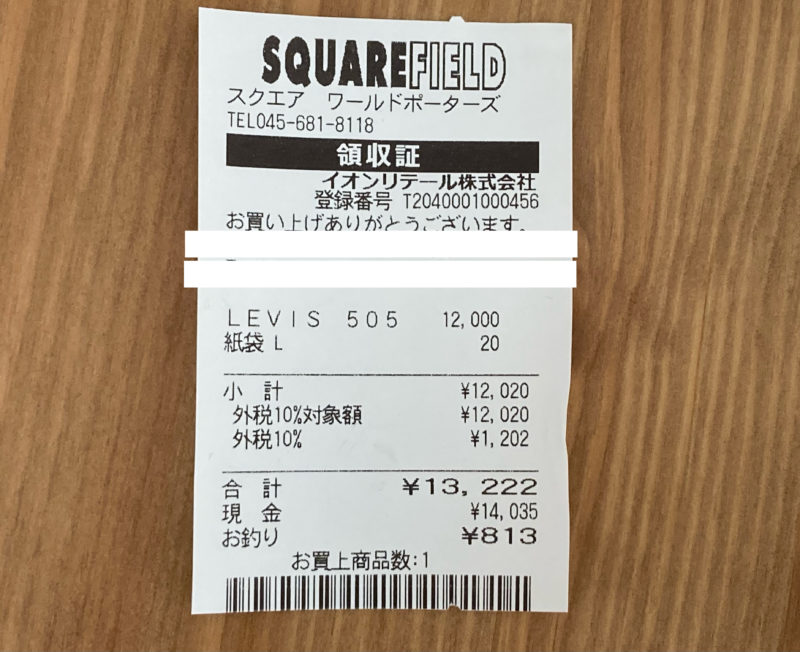 SQUAREFIELD
スクエア ワールドポーターズ
TEL045-681-8118
領収証
イオンリテール株式会社
登録番号 T2040001000456
お買い上げありがとうございます。
LEVIS 505 12,000
紙袋 L 20
小 計 ¥12,020
外税10%対象額 ¥12,020
外税10% ¥1,202
合 計 ¥13,222
現 金 ¥14,035
お釣り ¥813
お買上商品数:1